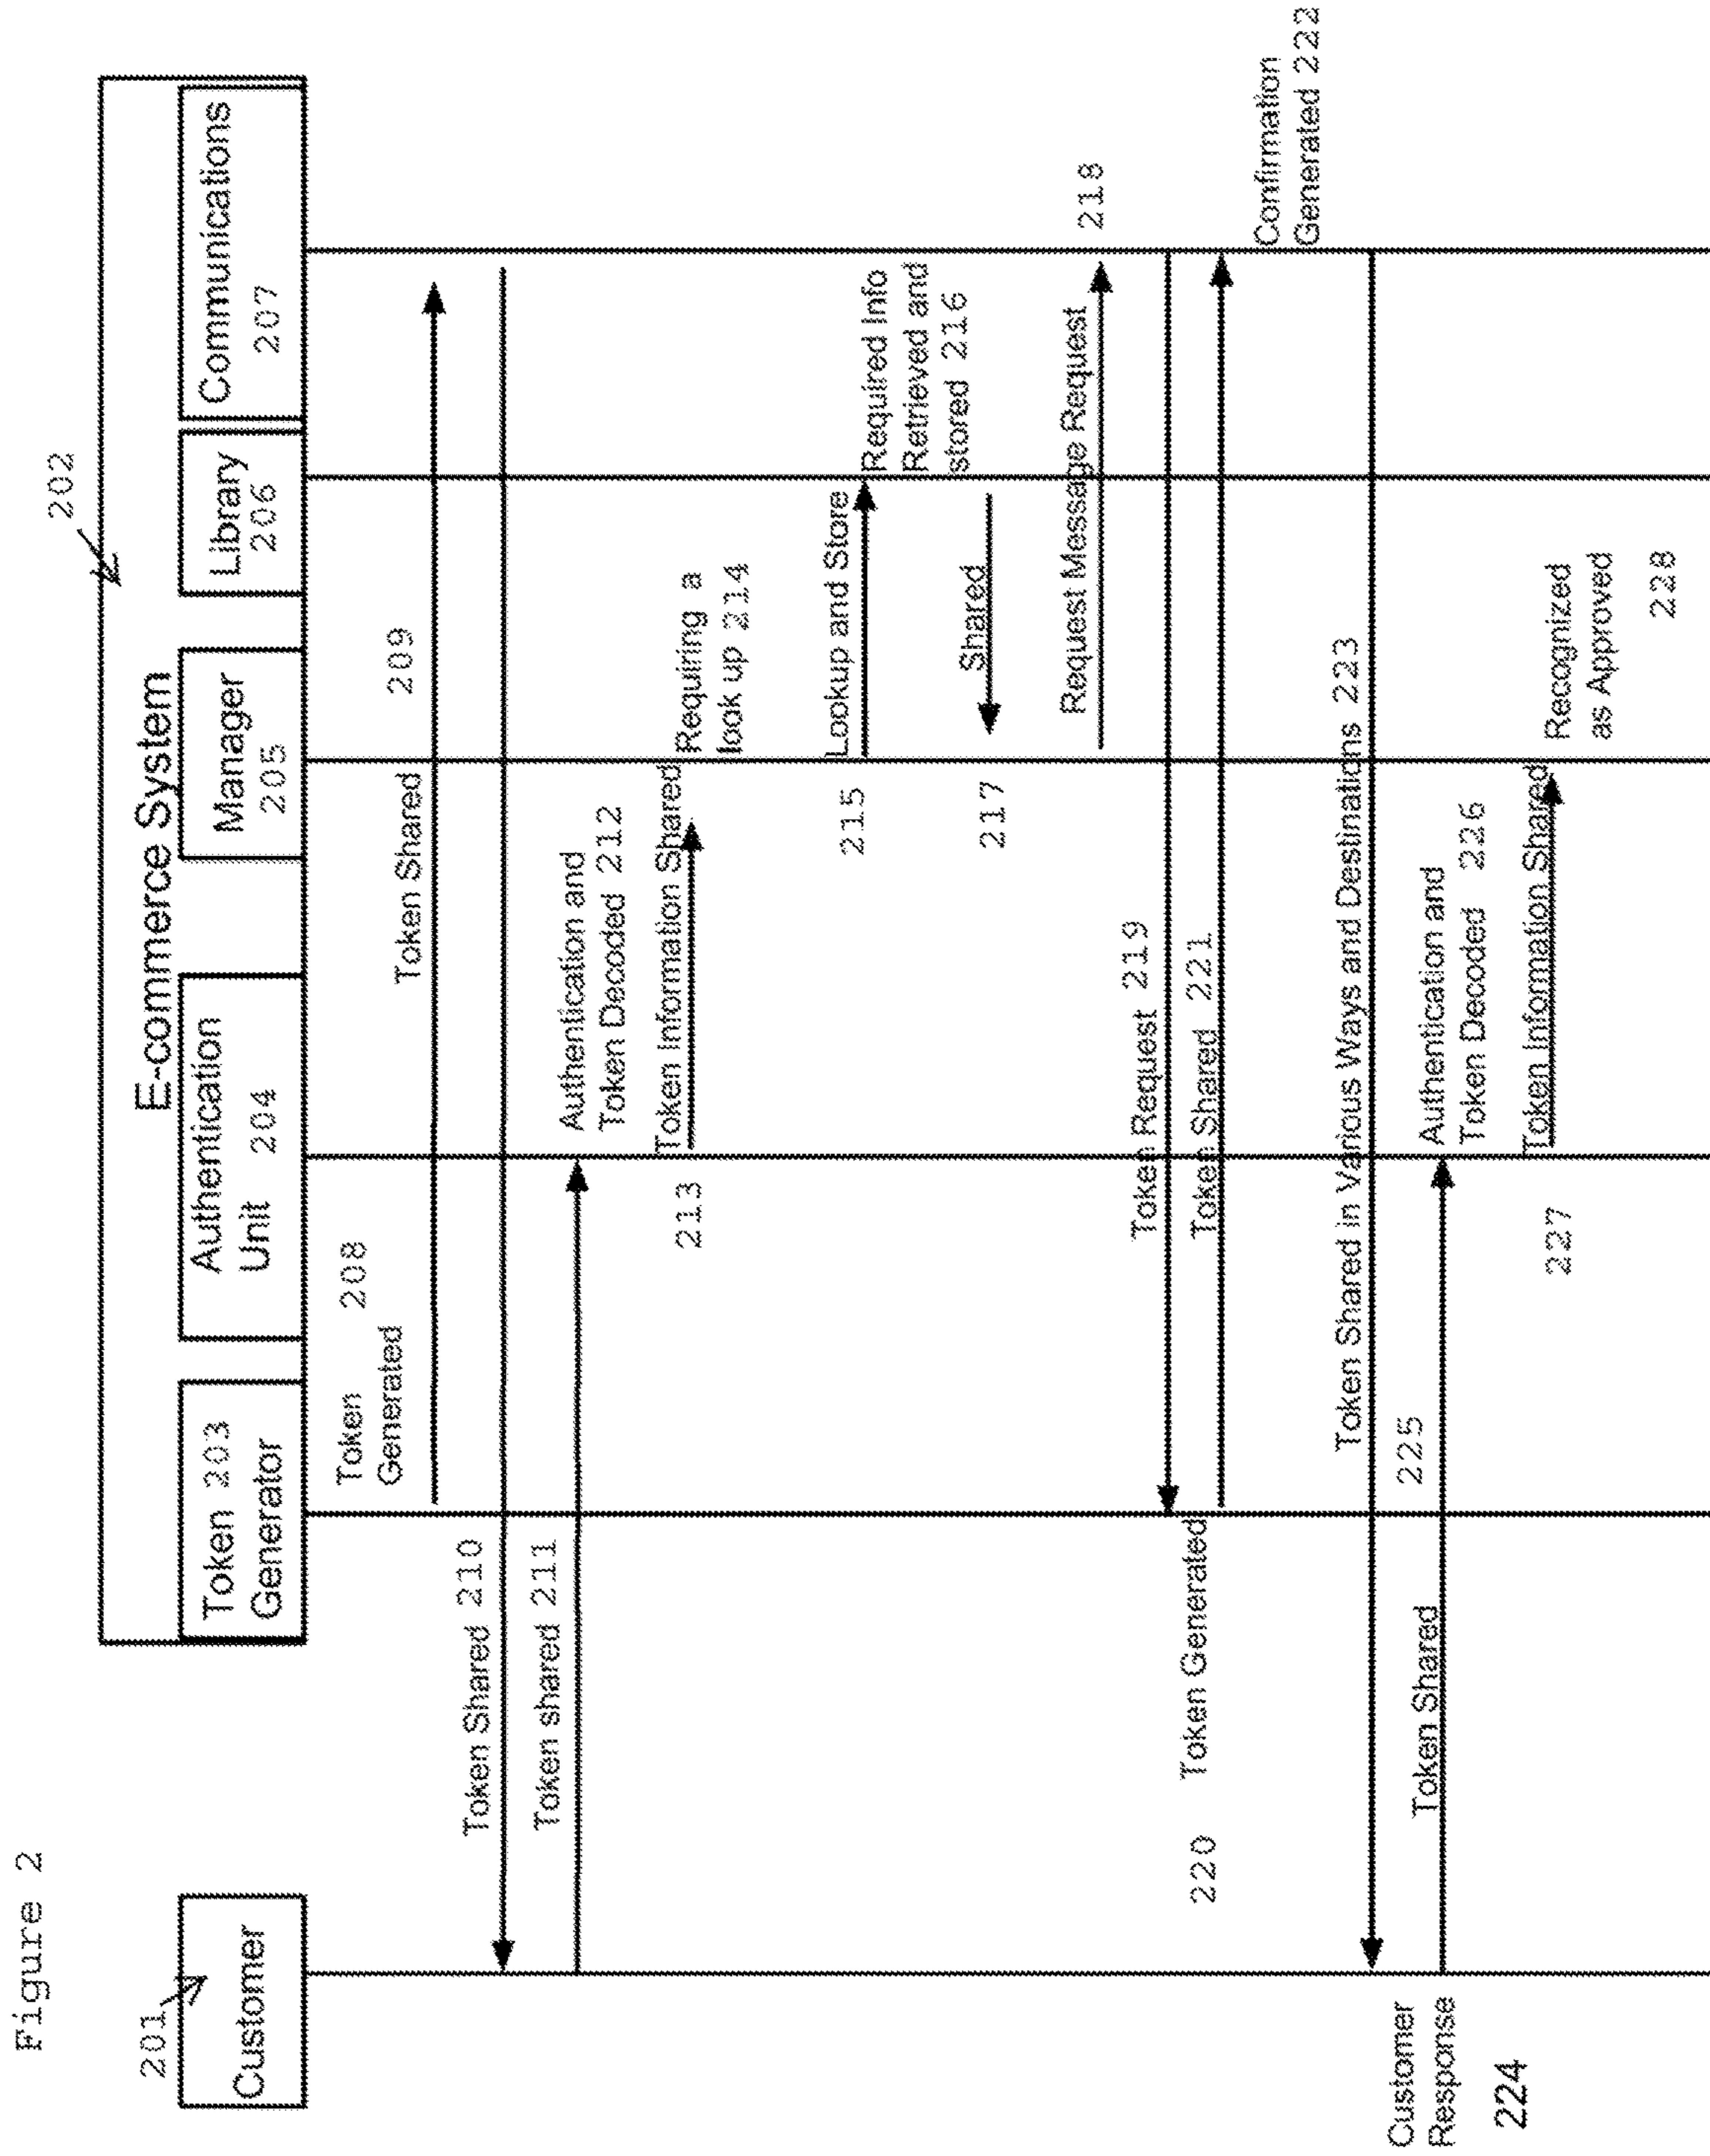 Figure 2
201
Customer
202
E-commerce System
Token 203
Generator
Authentication
Unit 204
Manager
205
Library
206
Communications
207
Token 208
Generated
Token Shared 209
Token Shared 210
Token shared 211
Authentication and
Token Decoded 212
Token Information Shared
213
Requiring a
look up 214
Lookup and Store
215
Required Info
Retrieved and
stored 216
Shared
217
Request Message Request
218
Token Request 219
Token Generated
220
Token Shared 221
Confirmation
Generated 222
Token Shared in Various Ways and Destinations 223
Customer
Response
224
Token Shared
225
Authentication and
Token Decoded 226
Token Information Shared
227
Recognized
as Approved
228